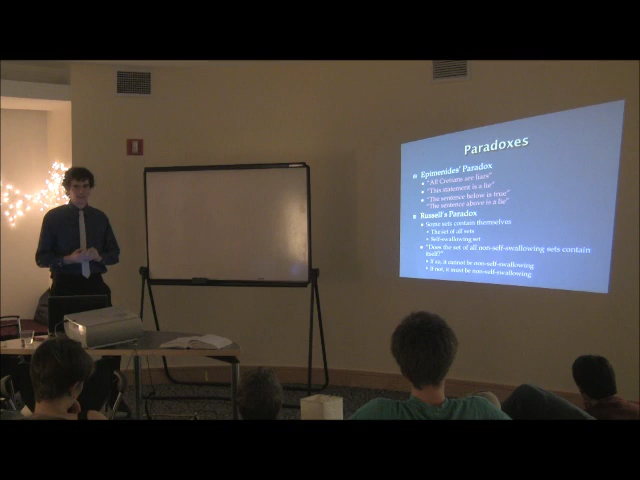 Paradoxes
Epimenides' Paradox
"All Cretians are liars"
"This statement is a lie"
"The sentence below is true"
"The sentence above is a lie"
Russell's Paradox
Some sets contain themselves
The set of all sets
Self-swallowing set
"Does the set of all non-self-swallowing sets contain
itself?"
If so, it cannot be non-self-swallowing
If not, it must be non-self-swallowing